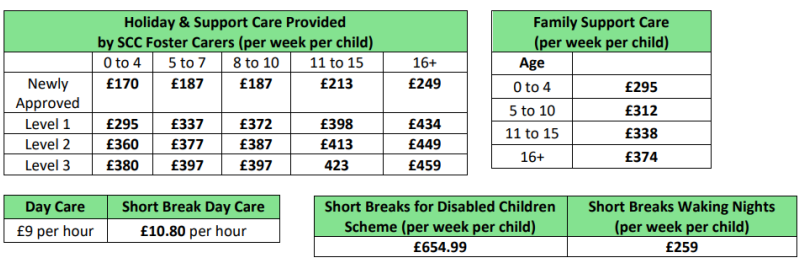 Holiday & Support Care Provided
by SCC Foster Carers (per week per child)
0 to 4 5 to 7 8 to 10 11 to 15 16+
Newly
Approved £170 £187 £187 £213 £249
Level 1 £295 £337 £372 £398 £434
Level 2 £360 £377 £387 £413 £449
Level 3 £380 £397 £397 423 £459
Family Support Care
(per week per child)
Age
0 to 4 £295
5 to 10 £312
11 to 15 £338
16+ £374
Day Care Short Break Day Care
£9 per hour £10.80 per hour
Short Breaks for Disabled Children
Scheme (per week per child)
Short Breaks Waking Nights
(per week per child)
£654.99 £259